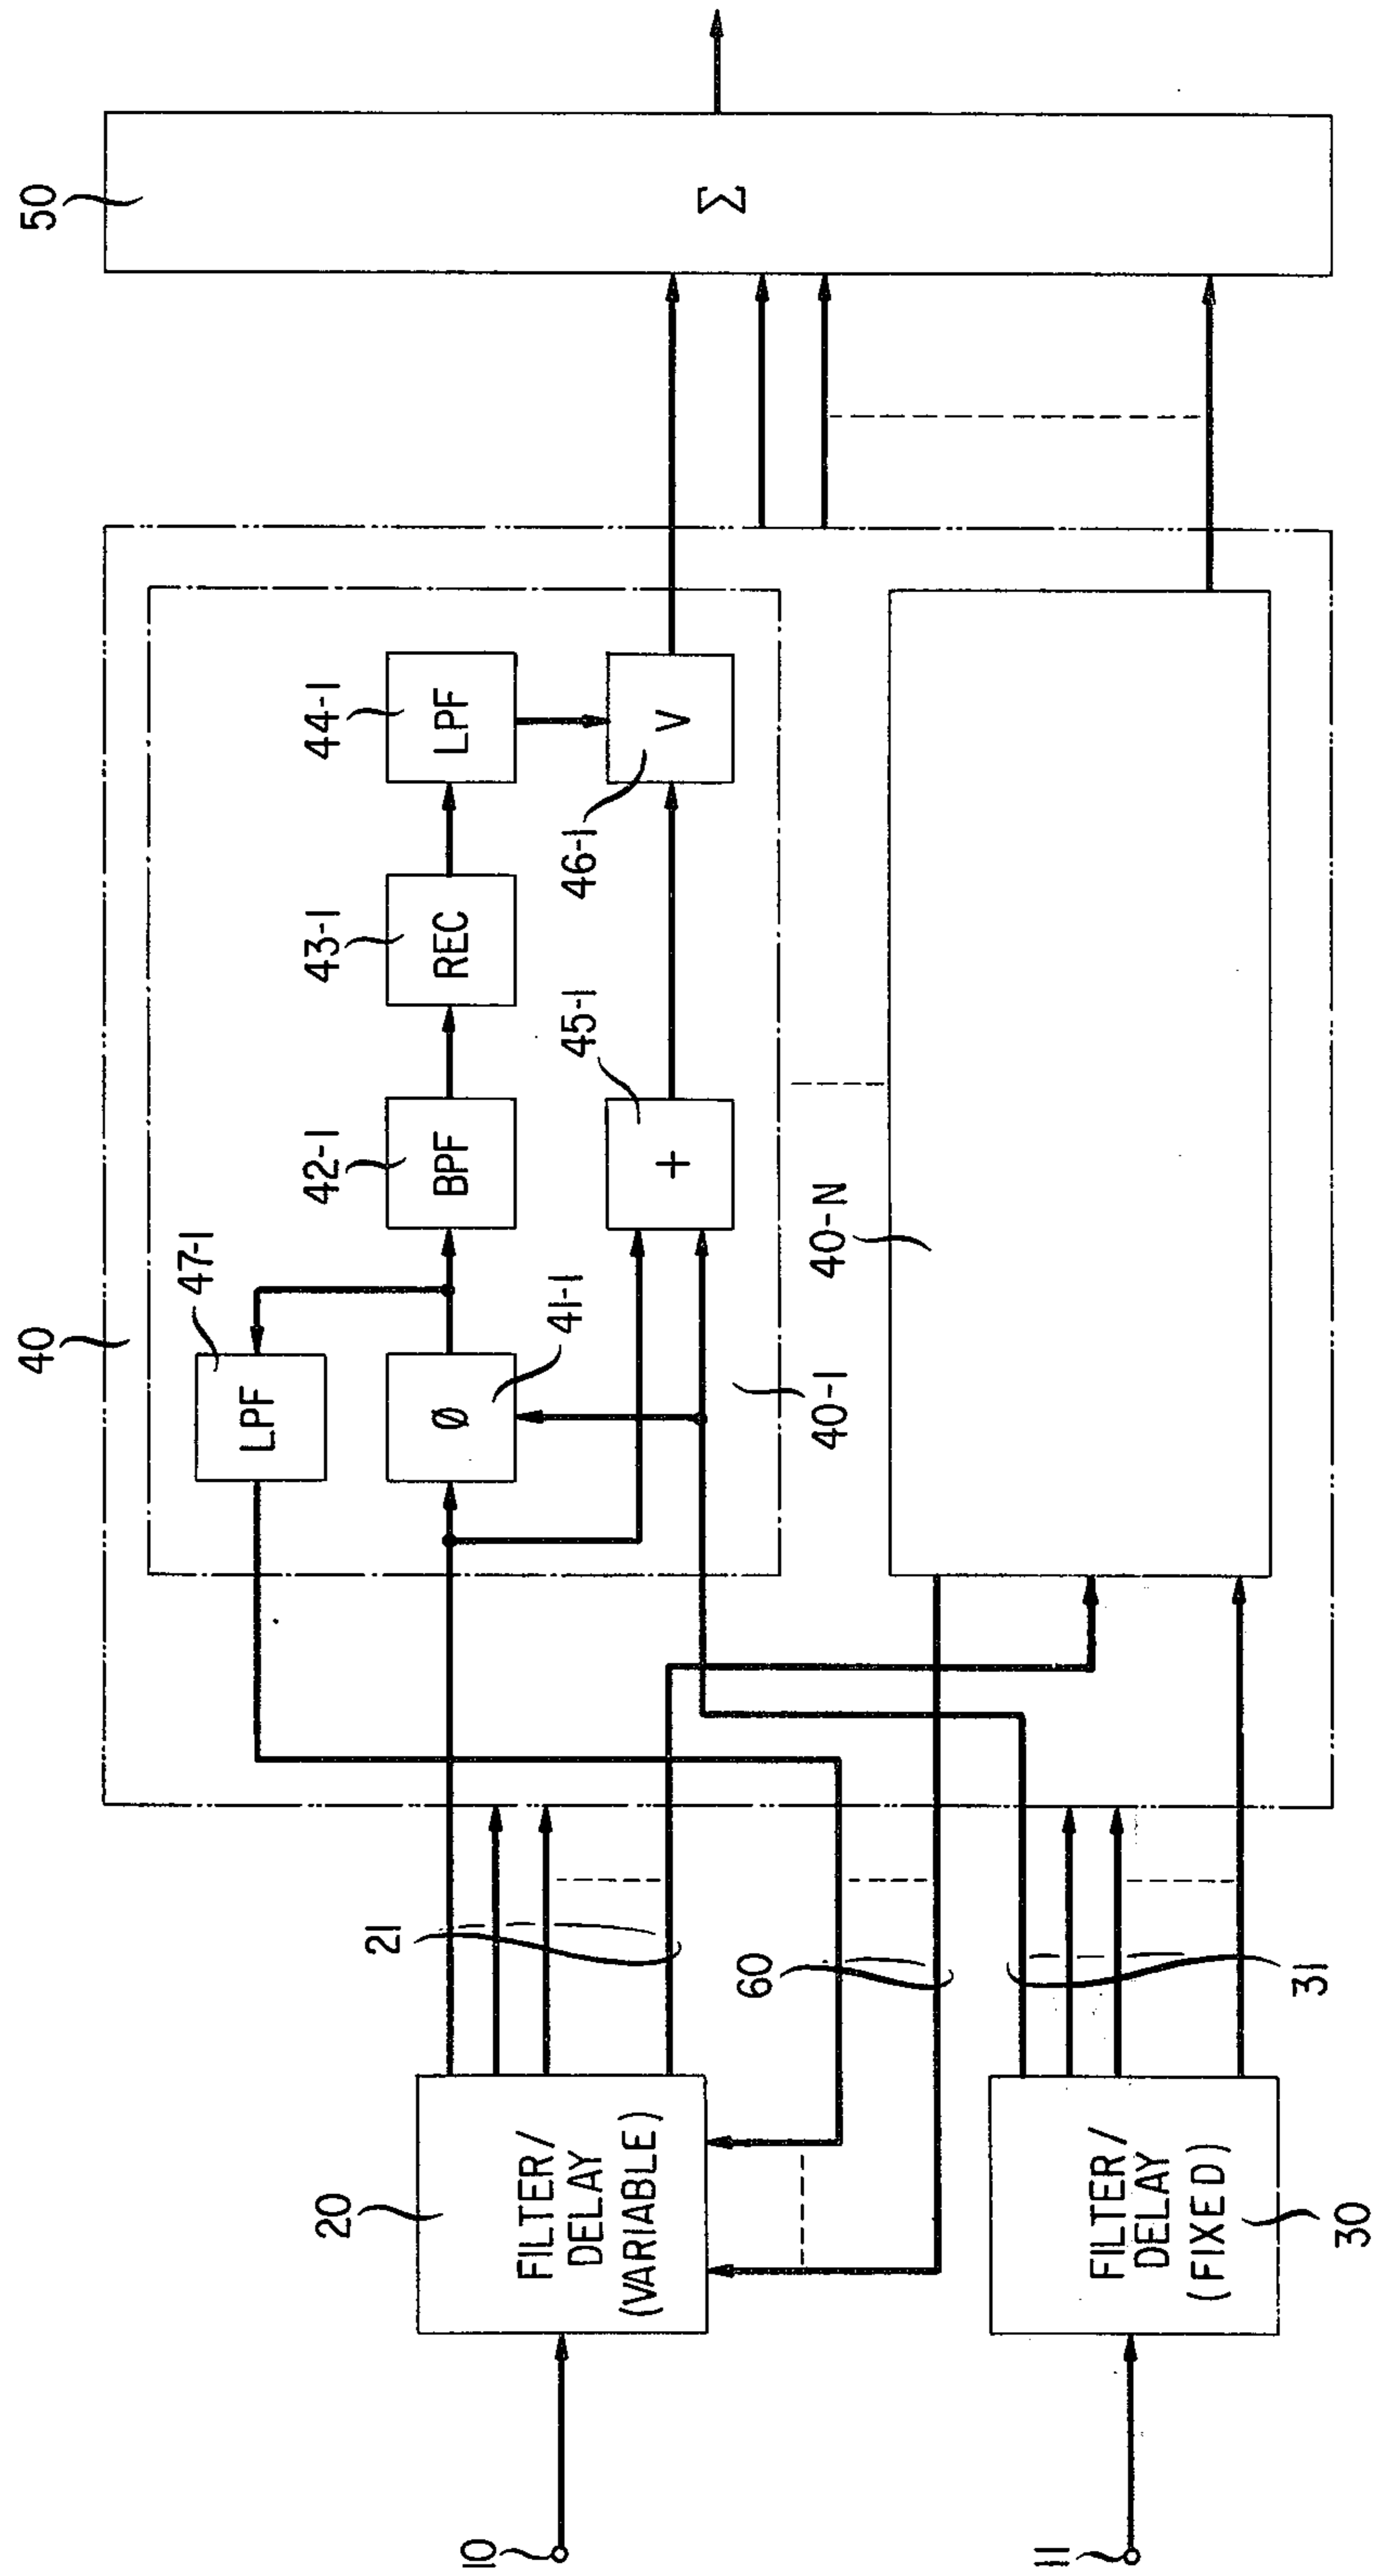 50
Σ
40
47-1
LPF
42-1
BPF
43-1
REC
44-1
LPF
Ø
41-1
45-1
+
46-1
V
40-1
40-N
21
60
31
20
FILTER/
DELAY
(VARIABLE)
FILTER/
DELAY
(FIXED)
30
10
11